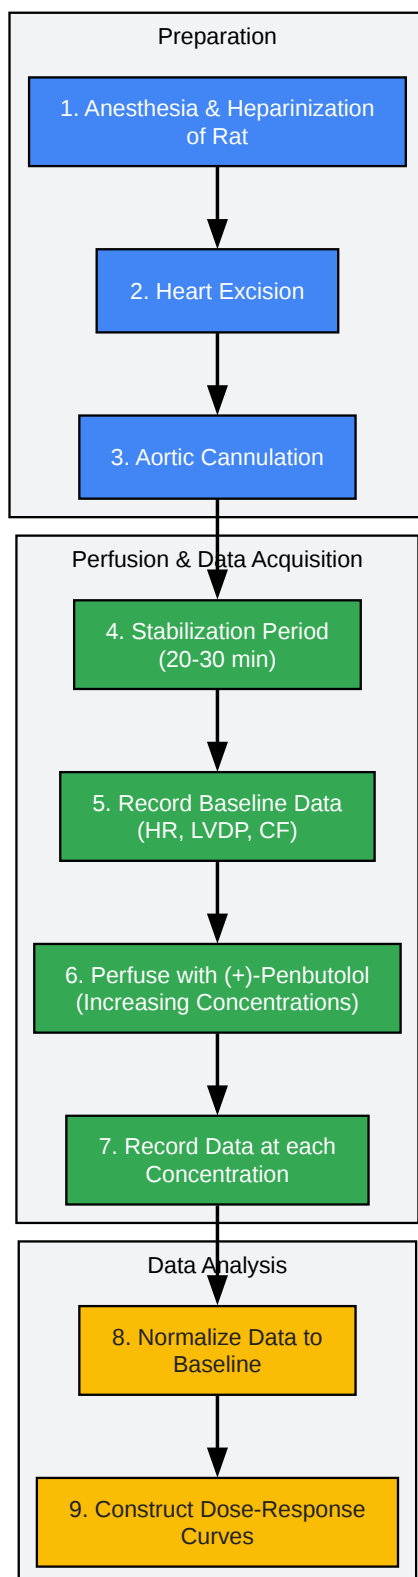 Preparation
1. Anesthesia & Heparinization
of Rat
2. Heart Excision
3. Aortic Cannulation
Perfusion & Data Acquisition
4. Stabilization Period
(20-30 min)
5. Record Baseline Data
(HR, LVDP, CF)
6. Perfuse with (+)-Penbutolol
(Increasing Concentrations)
7. Record Data at each
Concentration
Data Analysis
8. Normalize Data to
Baseline
9. Construct Dose-Response
Curves